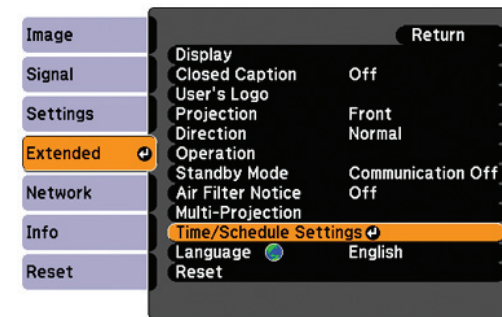 Image
Signal
Settings
Extended
Network
Info
Reset
Return
Display
Closed Caption Off
User's Logo
Projection Front
Direction Normal
Operation
Standby Mode Communication Off
Air Filter Notice Off
Multi-Projection
Time/Schedule Settings
Language English
Reset